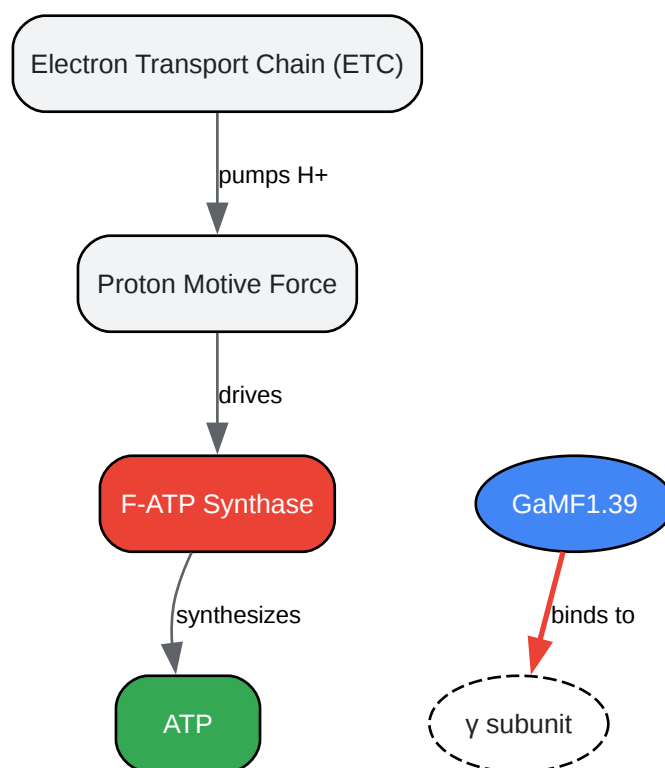 Electron Transport Chain (ETC)
pumps H+
Proton Motive Force
drives
F-ATP Synthase
GaMF1.39
synthesizes
binds to
ATP
γ subunit